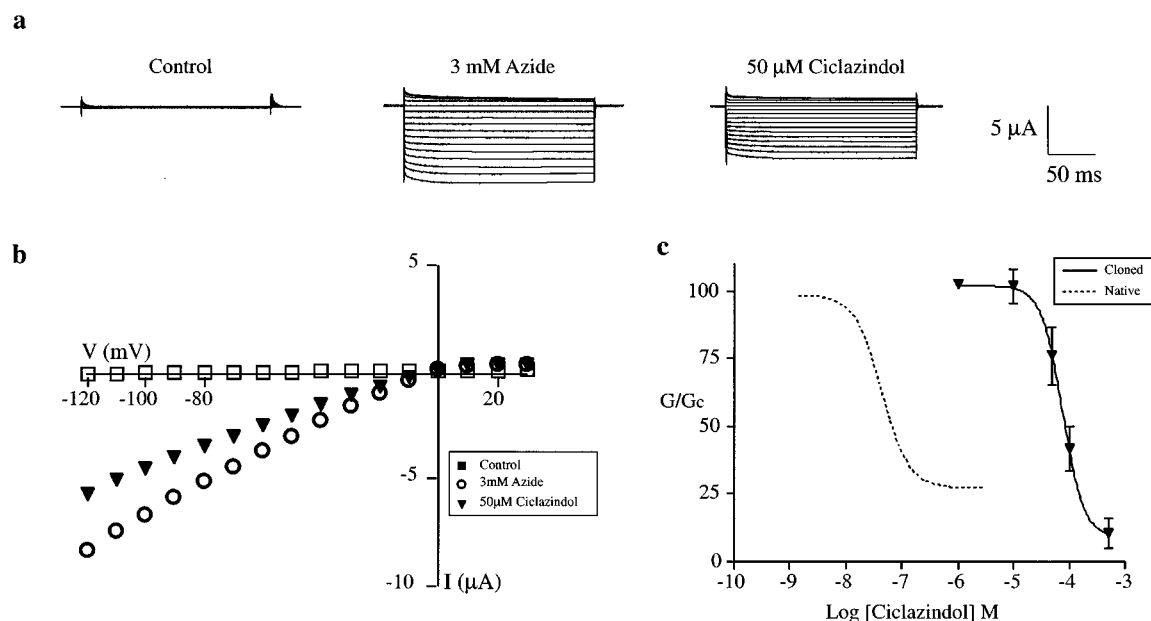 a
Control
3 mM Azide
50 μM Ciclazindol
5 μA
50 ms
b
5
V (mV)
-120
-100
-80
20
Control
3mM Azide
50μM Ciclazindol
-5
-10
I (μA)
c
Cloned
Native
100
75
G/Gc
50
25
0
-10
-9
-8
-7
-6
-5
-4
-3
Log [Ciclazindol] M